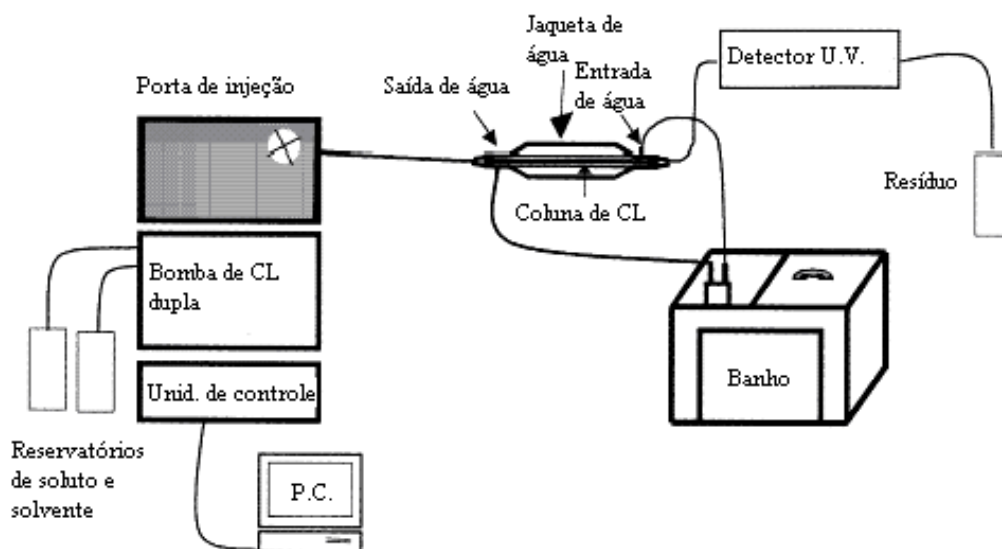 Porta de injeção
Saída de água
Jaqueta de
água
Entrada
de água
Detector U.V.
Resíduo
Coluna de CL
Bomba de CL
dupla
Banho
Unid. de controle
Reservatórios
de soluto e
solvente
P.C.